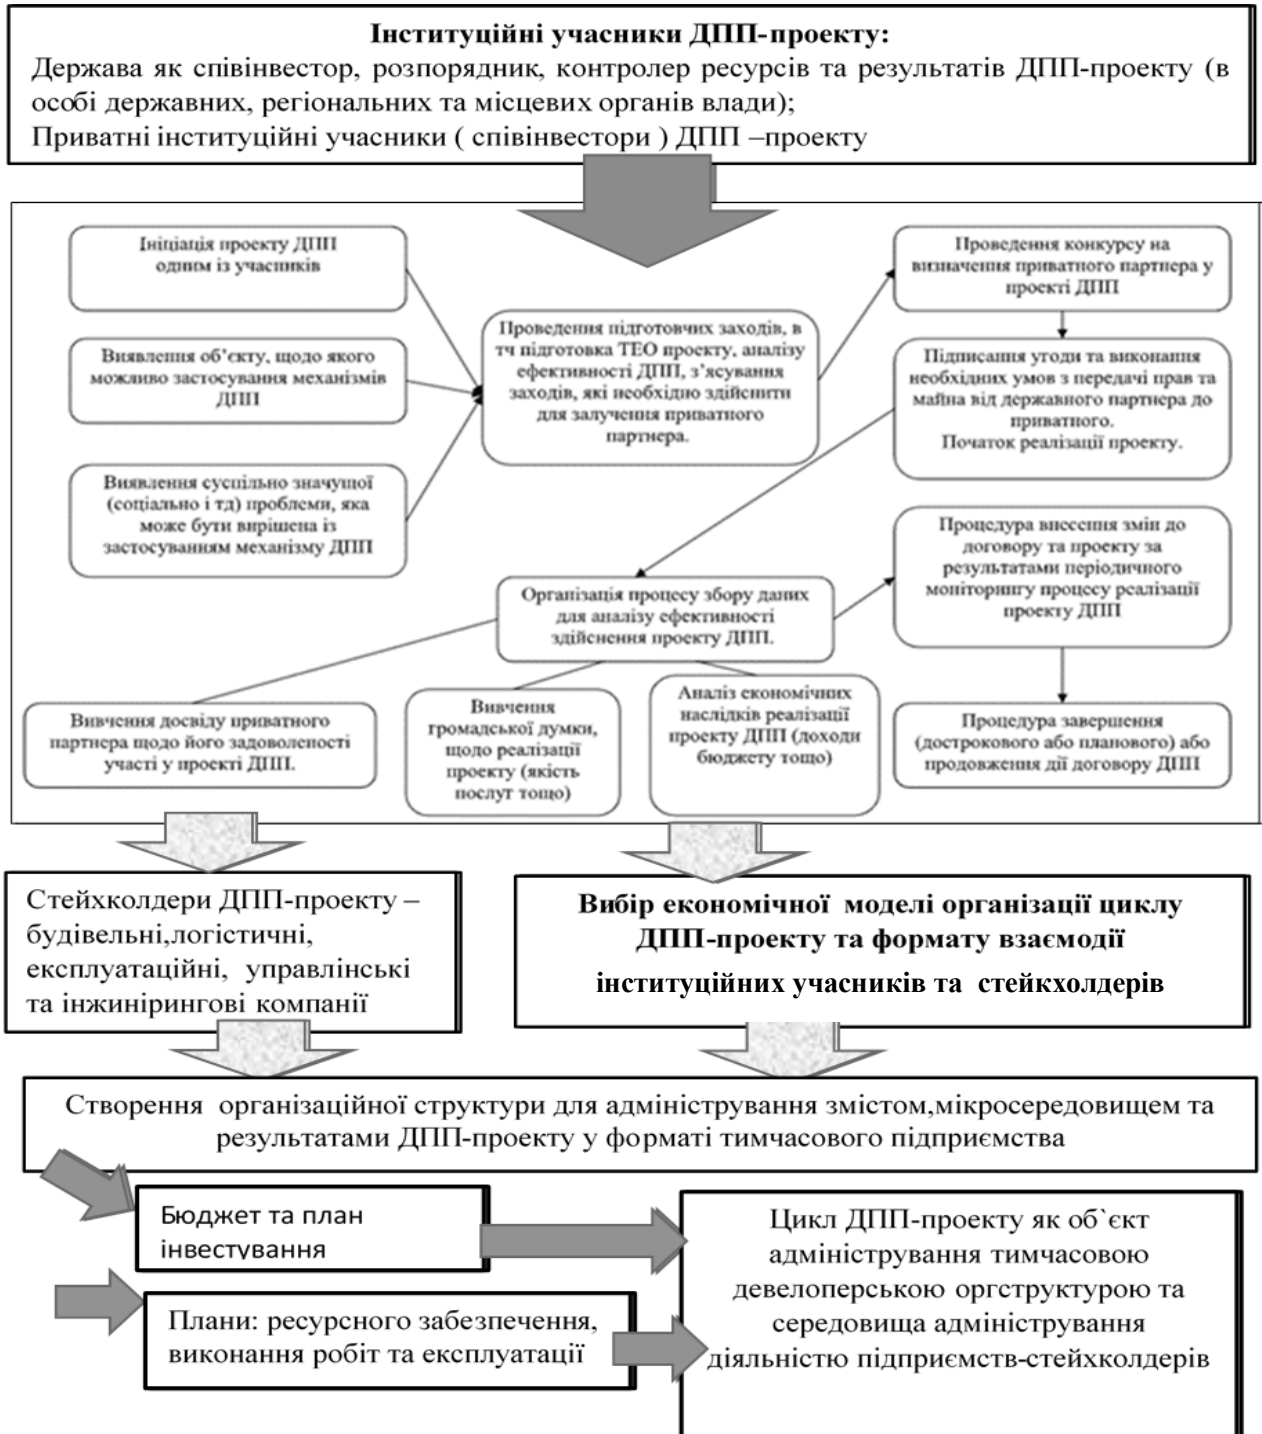 Інституційні учасники ДПП-проекту:
Держава як співінвестор, розпорядник, контролер ресурсів та результатів ДПП-проекту (в
особі державних, регіональних та місцевих органів влади);
Приватні інституційні учасники ( співінвестори ) ДПП –проекту
Ініціація проекту ДПП
одним із учасників
Виявлення об’єкту, щодо якого
можливо застосування механізмів
ДПП
Виявлення суспільно значущої
(соціально і тд) проблеми, яка
може бути вирішена із
застосуванням механізму ДПП
Проведення підготовчих заходів, в
тч підготовка ТЕО проекту, аналізу
ефективності ДПП, з’ясування
заходів, які необхідно здійснити
для залучення приватного
партнера.
Проведення конкурсу на
визначення приватного партнера у
проекті ДПП
Підписання угоди та виконання
необхідних умов з передачі прав та
майна від державного партнера до
приватного.
Початок реалізації проекту.
Процедура внесення змін до
договору та проекту за
результатами періодичного
моніторингу процесу реалізації
проекту ДПП
Організація процесу збору даних
для аналізу ефективності
здійснення проекту ДПП.
Вивчення досвіду приватного
партнера щодо його задоволеності
участі у проекті ДПП.
Вивчення
громадської думки,
щодо реалізації
проекту (якість
послуг тощо)
Аналіз економічних
наслідків реалізації
проекту ДПП (доходи
бюджету тощо)
Процедура завершення
(дострокового або планового) або
продовження дії договору ДПП
Стейхколдери ДПП-проекту –
будівельні,логістичні,
експлуатаційні, управлінські
та інжинірингові компанії
Вибір економічної моделі організації циклу
ДПП-проекту та формату взаємодії
інституційних учасників та стейкхолдерів
Створення організаційної структури для адміністрування змістом,мікросередовищем та
результатами ДПП-проекту у форматі тимчасового підприємства
Бюджет та план
інвестування
Плани: ресурсного забезпечення,
виконання робіт та експлуатації
Цикл ДПП-проекту як об`єкт
адміністрування тимчасовою
девелоперською оргструктурою та
середовища адміністрування
діяльністю підприємств-стейхколдерів